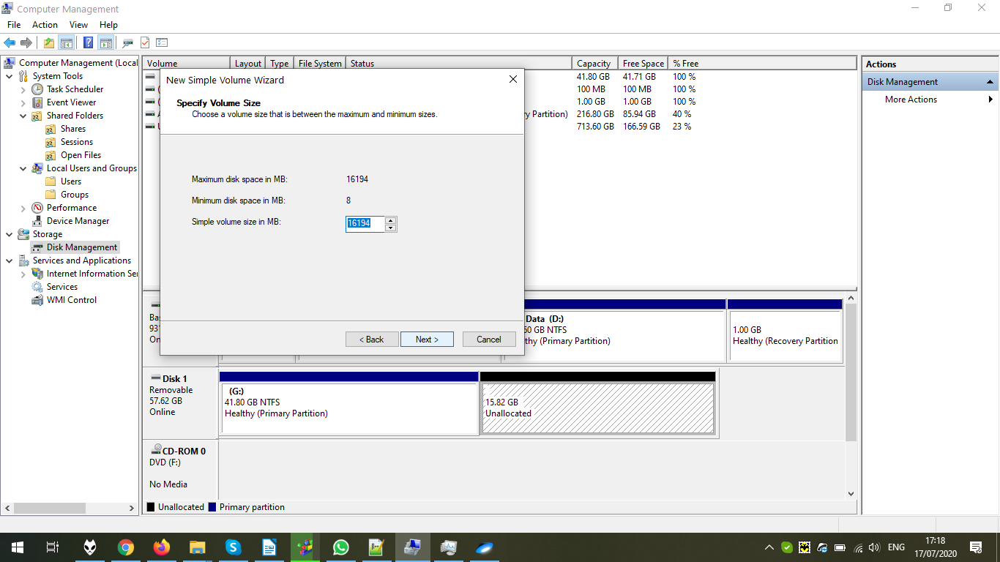 Computer Management
File Action View Help
Computer Management (Local
System Tools
Task Scheduler
Event Viewer
Shared Folders
Shares
Sessions
Open Files
Local Users and Groups
Users
Groups
Performance
Device Manager
Storage
Disk Management
Services and Applications
Internet Information Ser
Services
WMI Control
Volume Layout Type File System Status Capacity Free Space % Free
41.80 GB 41.71 GB 100 %
100 MB 100 MB 100 %
1.00 GB 1.00 GB 100 %
y Partition) 216.80 GB 85.94 GB 40 %
713.60 GB 166.59 GB 23 %
New Simple Volume Wizard
Specify Volume Size
Choose a volume size that is between the maximum and minimum sizes.
Maximum disk space in MB: 16194
Minimum disk space in MB: 8
Simple volume size in MB: 16194
< Back Next > Cancel
Bas
931
On
Data (D:)
60 GB NTFS
thy (Primary Partition)
1.00 GB
Healthy (Recovery Partition
Disk 1
Removable
57.62 GB
Online
(G:)
41.80 GB NTFS
Healthy (Primary Partition)
15.82 GB
Unallocated
CD-ROM 0
DVD (F:)
No Media
Unallocated Primary partition
Actions
Disk Management
More Actions
ENG
17:18
17/07/2020